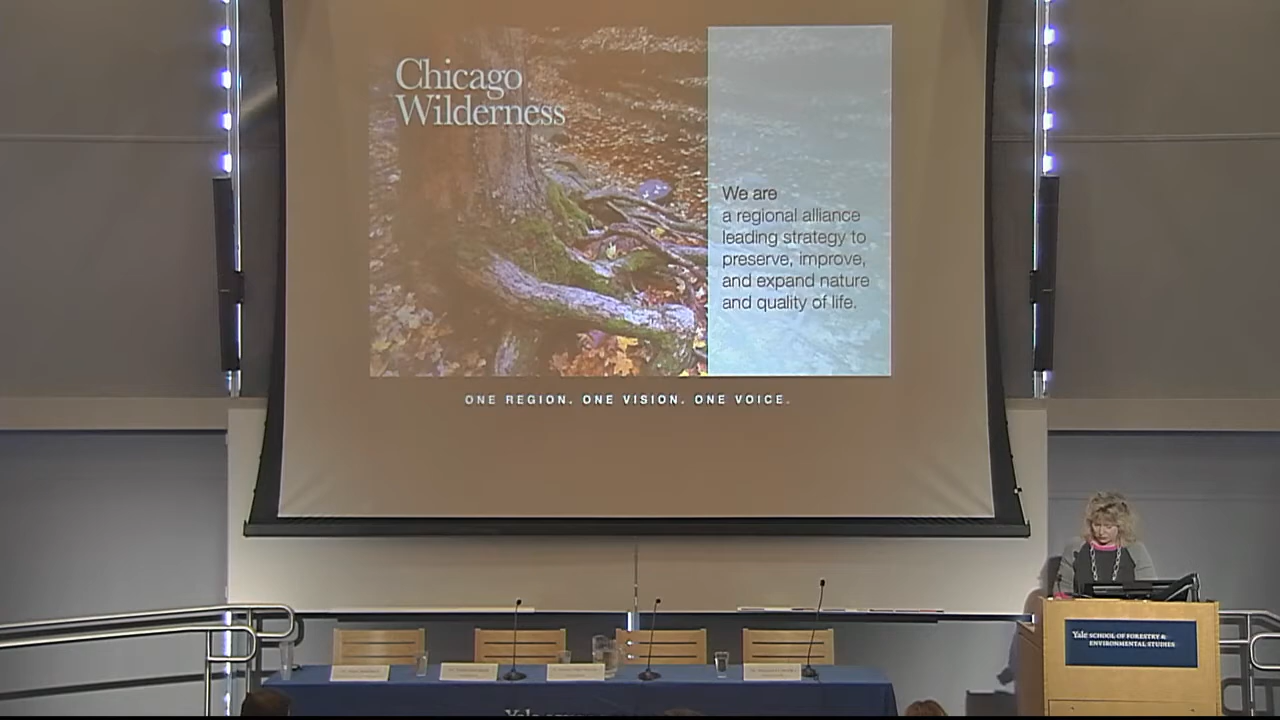 Chicago
Wilderness
We are
a regional alliance
leading strategy to
preserve, improve,
and expand nature
and quality of life.
ONE REGION. ONE VISION. ONE VOICE.
Yale SCHOOL OF FORESTRY &
ENVIRONMENTAL STUDIES
Yale